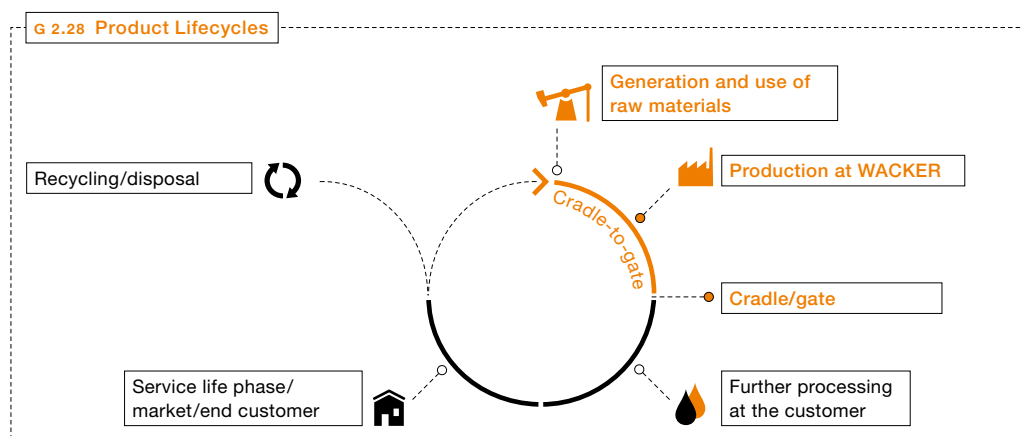 G 2.28 Product Lifecycles
Generation and use of
raw materials
Production at WACKER
Recycling/disposal
Cradle-to-gate
Cradle/gate
Service life phase/
market/end customer
Further processing
at the customer